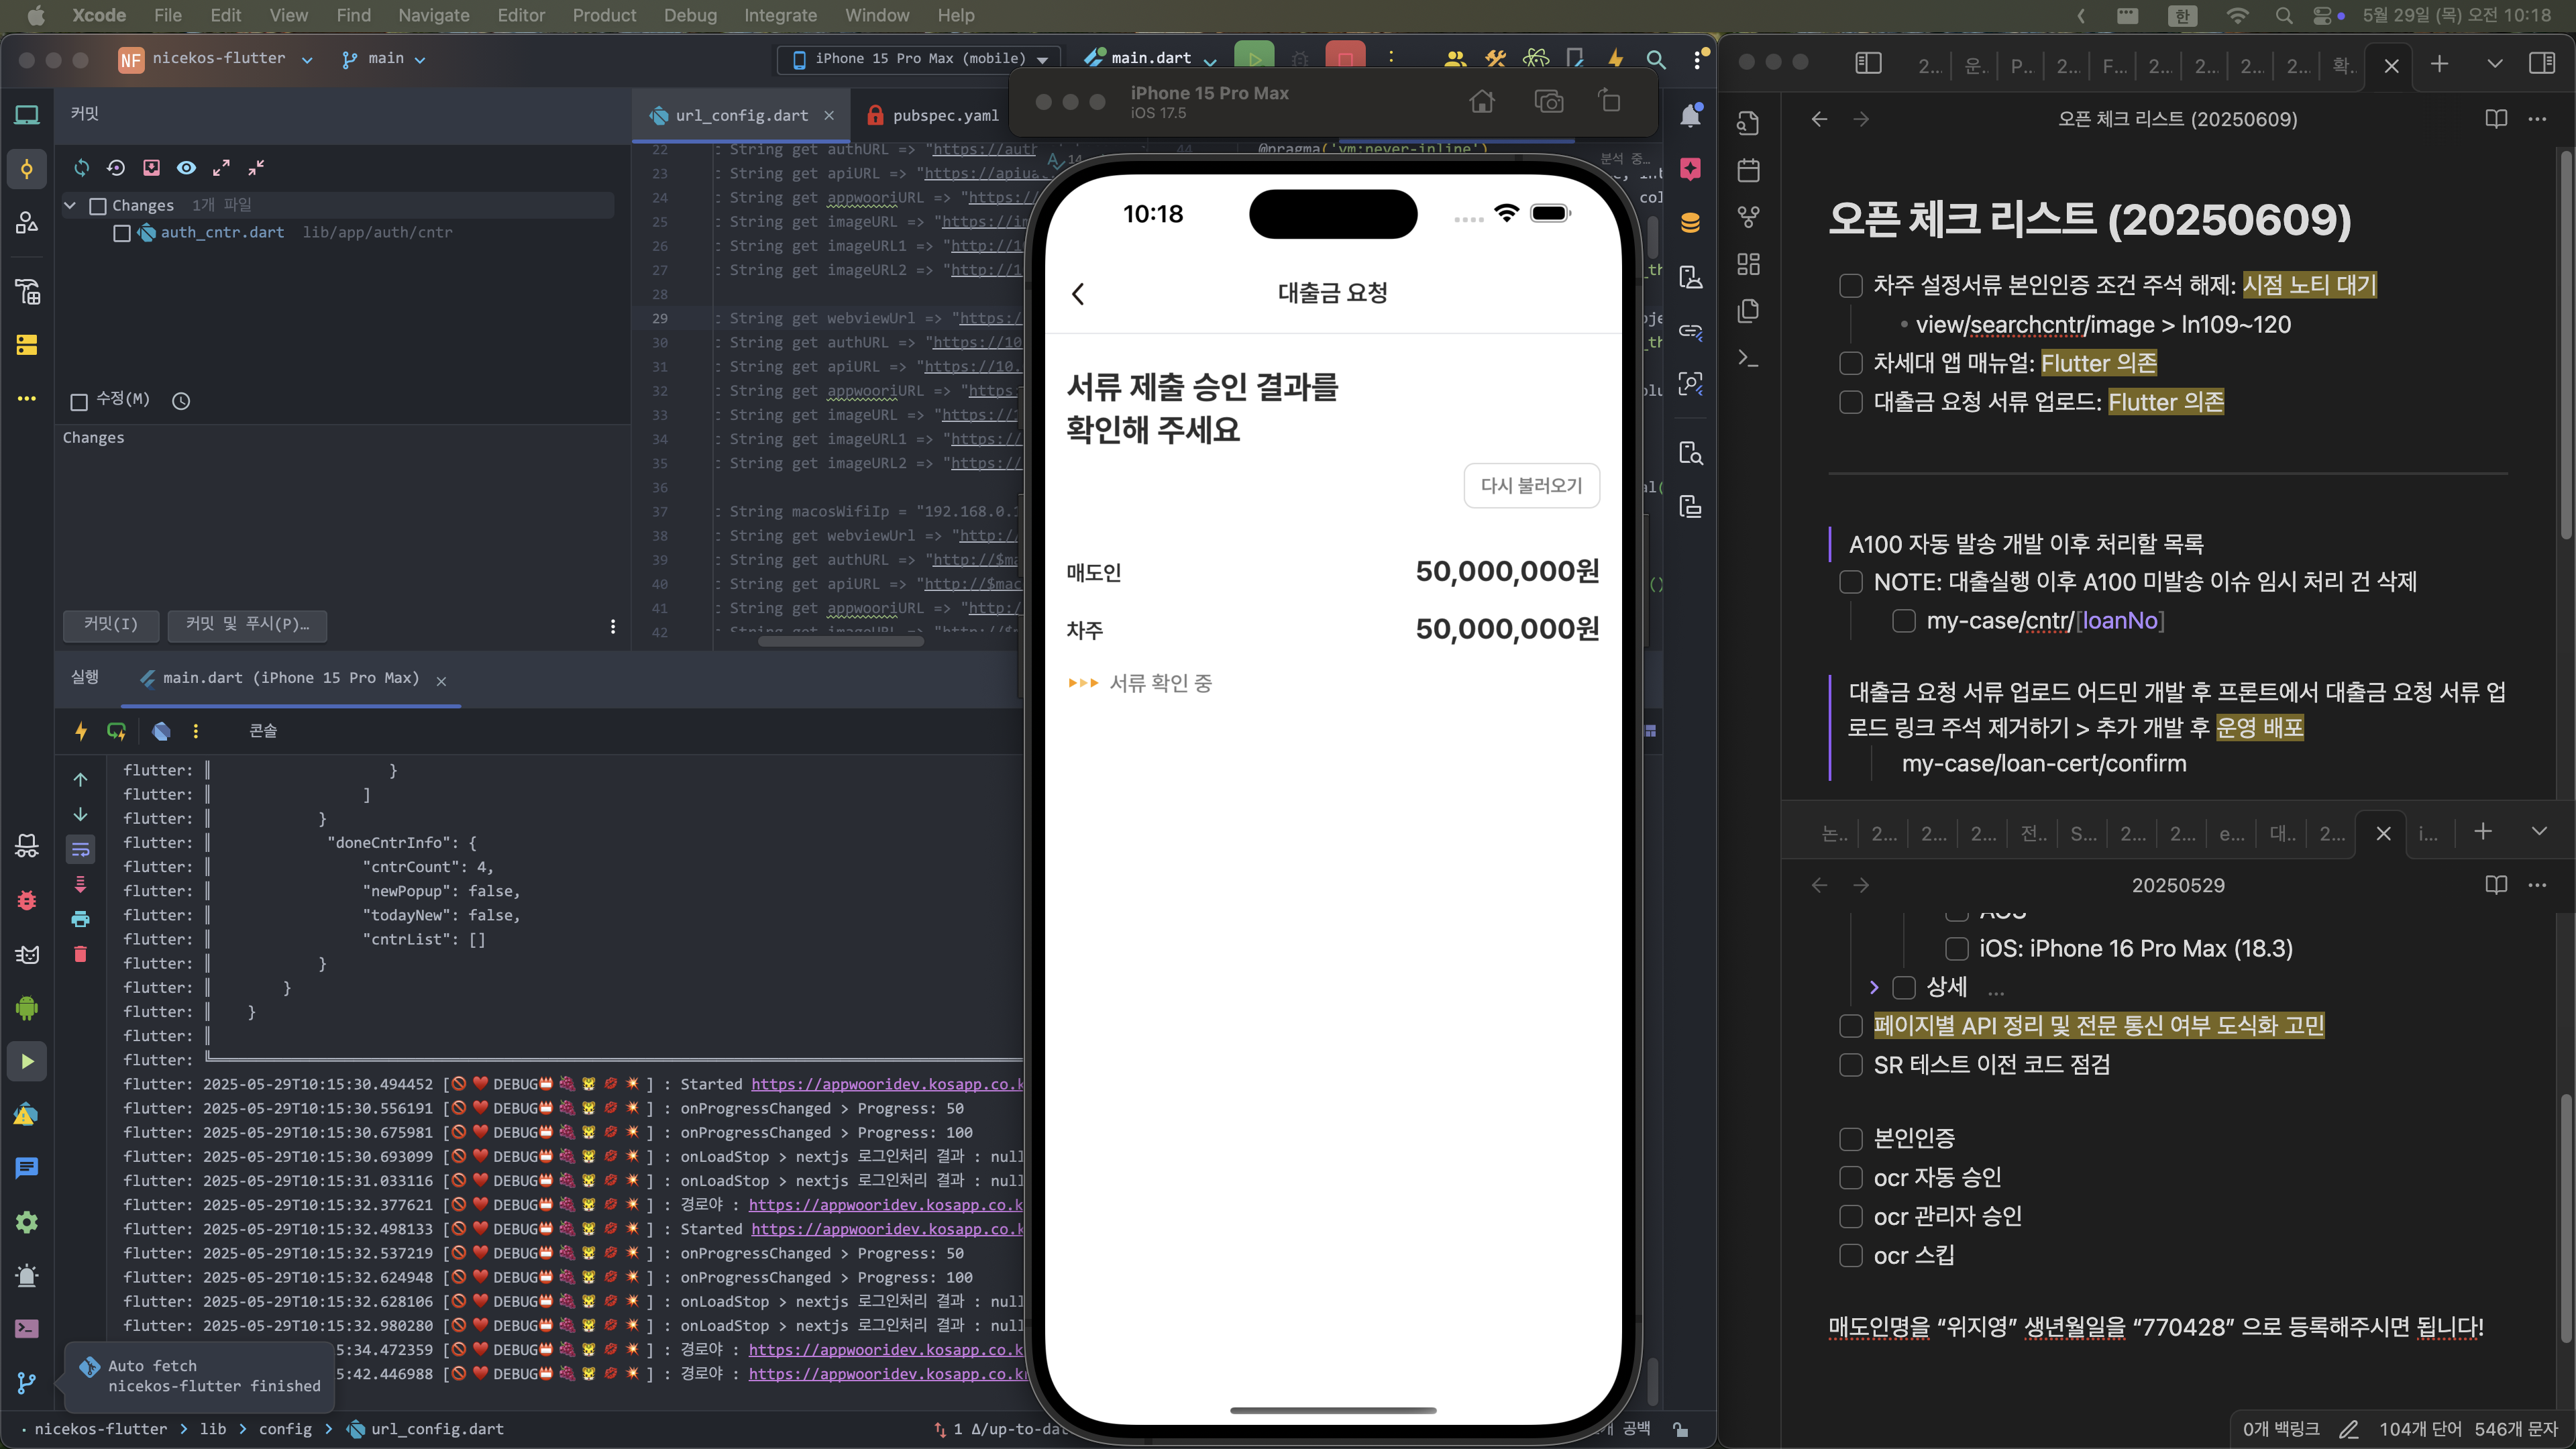 Xcode File Edit View Find Navigate Editor Product Debug Integrate Window Help
한 5월 29일 (목) 오전 10:18
NF nicekos-flutter main
iPhone 15 Pro Max (mobile) main.dart
커밋
url_config.dart pubspec.yaml
Changes 1개 파일
auth_cntr.dart lib/app/auth/cntr
22 : String get authURL => "https://auth
23 : String get apiURL => "https://apiua
24 : String get appwooriURL => "https:
25 : String get imageURL => "https://i
26 : String get imageURL1 => "http://1
27 : String get imageURL2 => "http://1
28
29 : String get webviewUrl => "https:/
30 : String get authURL => "https://10
31 : String get apiURL => "https://10.
32 : String get appwooriURL => "https:
33 : String get imageURL => "https://
34 : String get imageURL1 => "https://
35 : String get imageURL2 => "https://
36
37 : String macosWifiIp = "192.168.0.
38 : String get webviewUrl => "http:/
39 : String get authURL => "http://$ma
40 : String get apiURL => "http://$mac
41 : String get appwooriURL => "http:/
42
44 @pragma('vm:never-inline')
14
분석 중...
수정(M)
Changes
커밋(I) 커밋 및 푸시(P)...
실행 main.dart (iPhone 15 Pro Max)
콘솔
flutter: ║ }
flutter: ║ ]
flutter: ║ }
flutter: ║ "doneCntrInfo": {
flutter: ║ "cntrCount": 4,
flutter: ║ "newPopup": false,
flutter: ║ "todayNew": false,
flutter: ║ "cntrList": []
flutter: ║ }
flutter: ║ }
flutter: ║ }
flutter: ║
flutter: ╚══════════
flutter: 2025-05-29T10:15:30.494452 [🚫 ❤️ DEBUG 🍇 🐯 💋 💥 ] : Started https://appwooridev.kosapp.co.k
flutter: 2025-05-29T10:15:30.556191 [🚫 ❤️ DEBUG 🍇 🐯 💋 💥 ] : onProgressChanged > Progress: 50
flutter: 2025-05-29T10:15:30.675981 [🚫 ❤️ DEBUG 🍇 🐯 💋 💥 ] : onProgressChanged > Progress: 100
flutter: 2025-05-29T10:15:30.693099 [🚫 ❤️ DEBUG 🍇 🐯 💋 💥 ] : onLoadStop > nextjs 로그인처리 결과 : null
flutter: 2025-05-29T10:15:31.033116 [🚫 ❤️ DEBUG 🍇 🐯 💋 💥 ] : onLoadStop > nextjs 로그인처리 결과 : null
flutter: 2025-05-29T10:15:32.377621 [🚫 ❤️ DEBUG 🍇 🐯 💋 💥 ] : 경로야 : https://appwooridev.kosapp.co.k
flutter: 2025-05-29T10:15:32.498133 [🚫 ❤️ DEBUG 🍇 🐯 💋 💥 ] : Started https://appwooridev.kosapp.co.k
flutter: 2025-05-29T10:15:32.537219 [🚫 ❤️ DEBUG 🍇 🐯 💋 💥 ] : onProgressChanged > Progress: 50
flutter: 2025-05-29T10:15:32.624948 [🚫 ❤️ DEBUG 🍇 🐯 💋 💥 ] : onProgressChanged > Progress: 100
flutter: 2025-05-29T10:15:32.628106 [🚫 ❤️ DEBUG 🍇 🐯 💋 💥 ] : onLoadStop > nextjs 로그인처리 결과 : null
flutter: 2025-05-29T10:15:32.980280 [🚫 ❤️ DEBUG 🍇 🐯 💋 💥 ] : onLoadStop > nextjs 로그인처리 결과 : null
5:34.472359 [🚫 ❤️ DEBUG 🍇 🐯 💋 💥 ] : 경로야 : https://appwooridev.kosapp.co.k
5:42.446988 [🚫 ❤️ DEBUG 🍇 🐯 💋 💥 ] : 경로야 : https://appwooridev.kosapp.co.k
Auto fetch
nicekos-flutter finished
nicekos-flutter > lib > config > url_config.dart
1 Δ/up-to-da
공백
iPhone 15 Pro Max
iOS 17.5
10:18
대출금 요청
서류 제출 승인 결과를
확인해 주세요
다시 불러오기
매도인 50,000,000원
차주 50,000,000원
서류 확인 중
2... 운.. P... 2... F... 2... 2... 2... 2... 확..
오픈 체크 리스트 (20250609)
오픈 체크 리스트 (20250609)
차주 설정서류 본인인증 조건 주석 해제: 시점 노티 대기
• view/searchcntr/image > ln109~120
차세대 앱 매뉴얼: Flutter 의존
대출금 요청 서류 업로드: Flutter 의존
A100 자동 발송 개발 이후 처리할 목록
NOTE: 대출실행 이후 A100 미발송 이슈 임시 처리 건 삭제
my-case/cntr/[loanNo]
대출금 요청 서류 업로드 어드민 개발 후 프론트에서 대출금 요청 서류 업
로드 링크 주석 제거하기 > 추가 개발 후 운영 배포
my-case/loan-cert/confirm
논.. 2... 2... 2... 전.. S... 2... 2... e... 대.. 2... i...
20250529
AOS
iOS: iPhone 16 Pro Max (18.3)
상세 ...
페이지별 API 정리 및 전문 통신 여부 도식화 고민
SR 테스트 이전 코드 점검
본인인증
ocr 자동 승인
ocr 관리자 승인
ocr 스킵
매도인명을 “위지영” 생년월일을 “770428” 으로 등록해주시면 됩니다!
0개 백링크 104개 단어 546개 문자